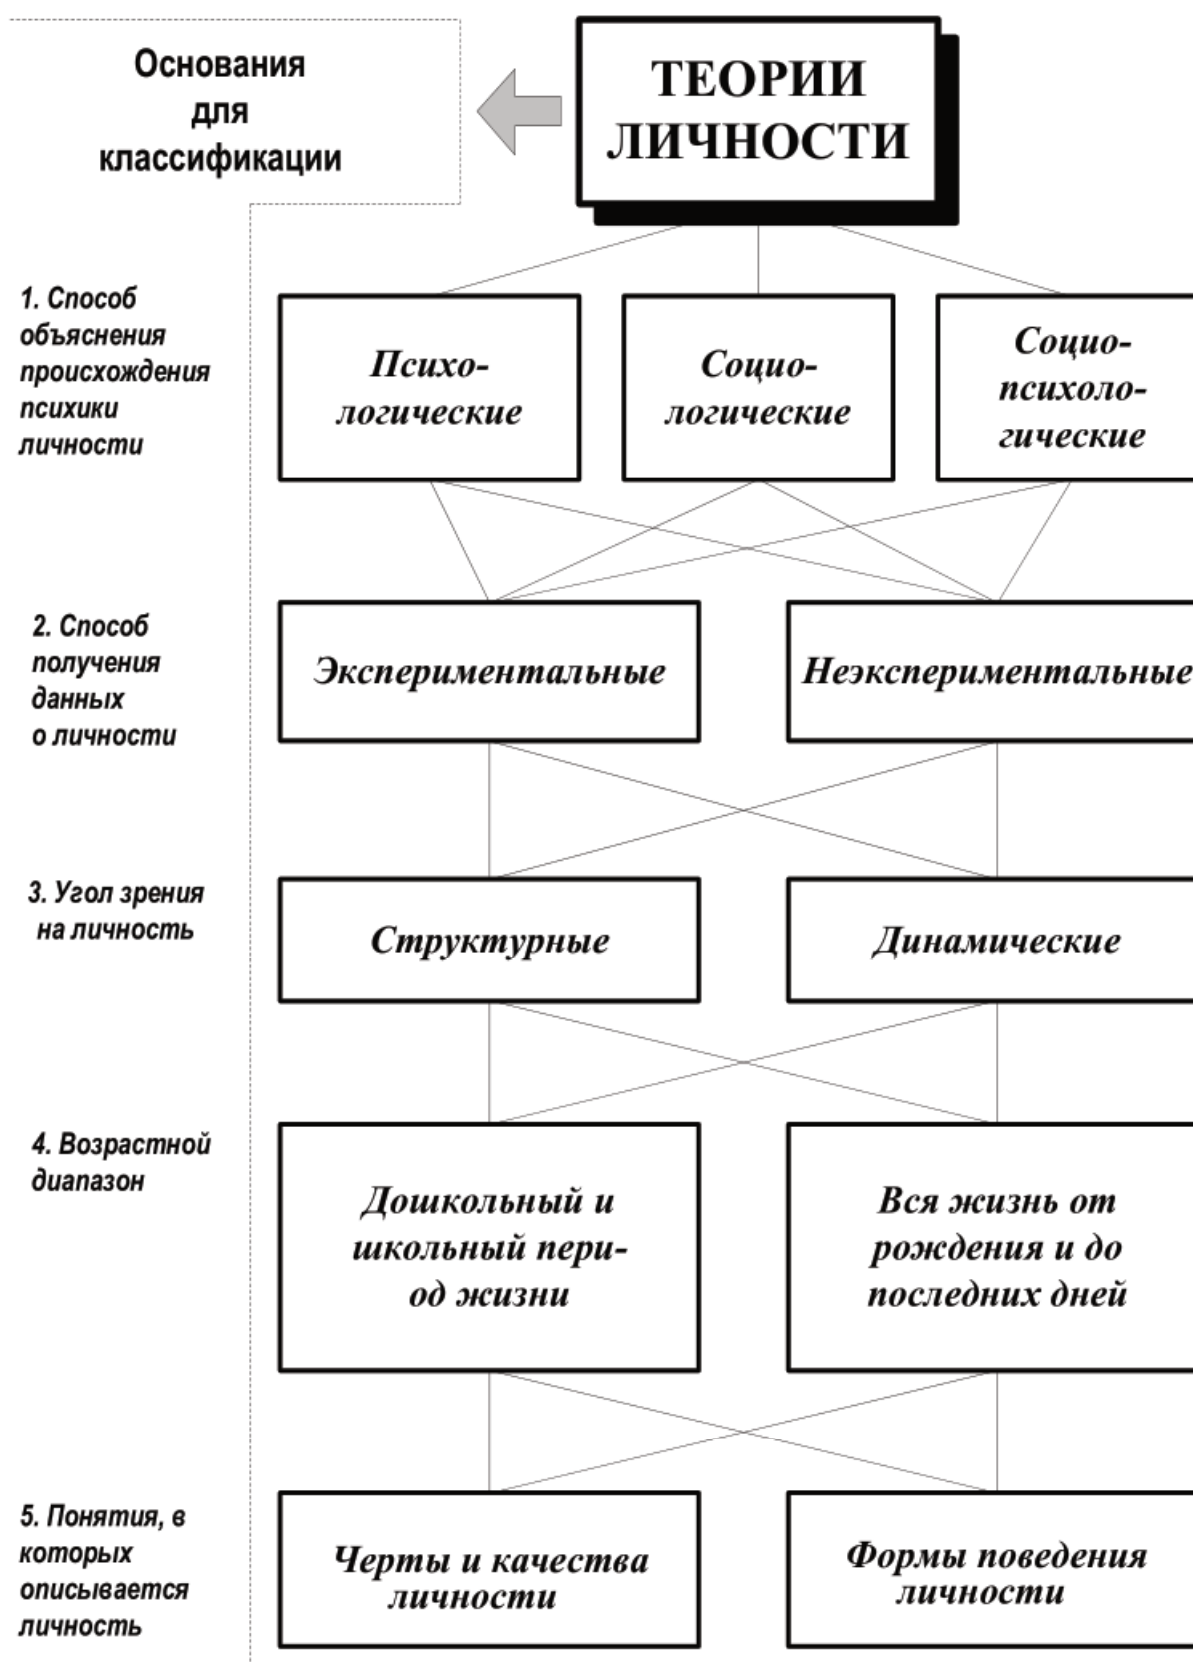 Основания
для
классификации
ТЕОРИИ
ЛИЧНОСТИ
1. Способ
объяснения
происхождения
психики
личности
Психо-
логические
Социо-
логические
Социо-
психоло-
гические
2. Способ
получения
данных
о личности
Экспериментальные
Неэкспериментальные
3. Угол зрения
на личность
Структурные
Динамические
4. Возрастной
диапазон
Дошкольный и
школьный пери-
од жизни
Вся жизнь от
рождения и до
последних дней
5. Понятия, в
которых
описывается
личность
Черты и качества
личности
Формы поведения
личности